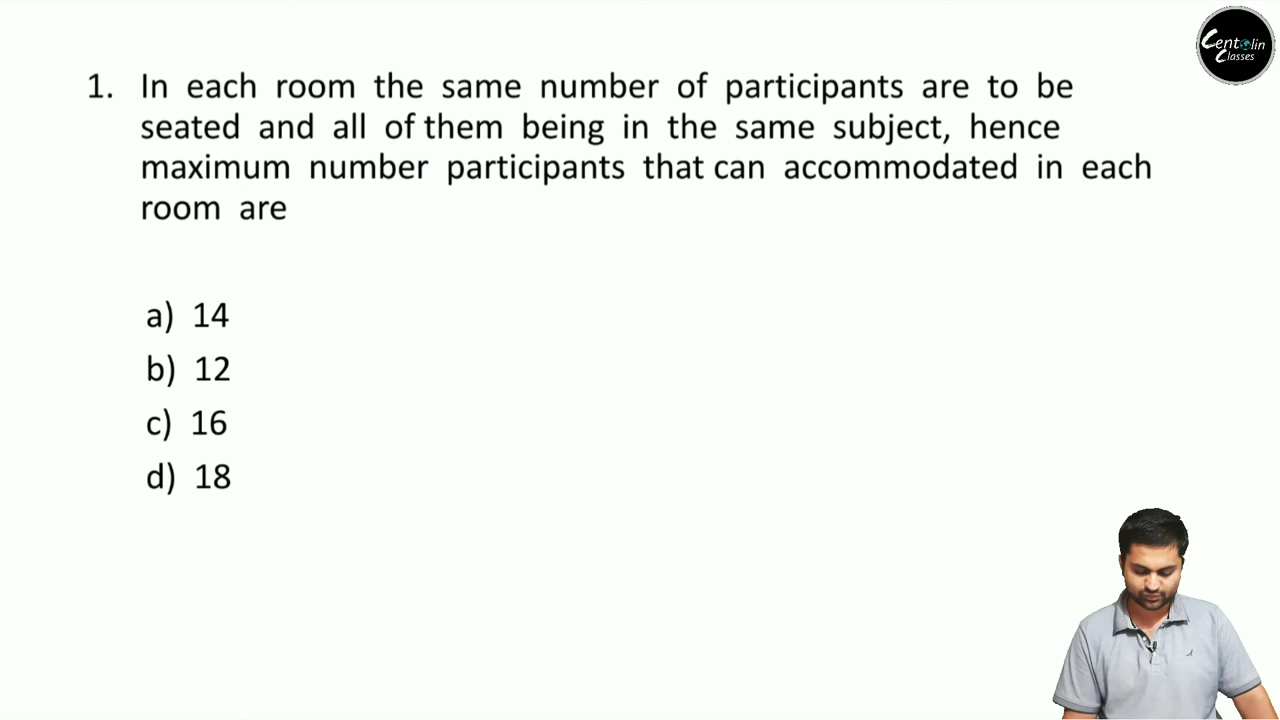 Centolin
Classes
1. In each room the same number of participants are to be
seated and all of them being in the same subject, hence
maximum number participants that can accommodated in each
room are
a) 14
b) 12
c) 16
d) 18